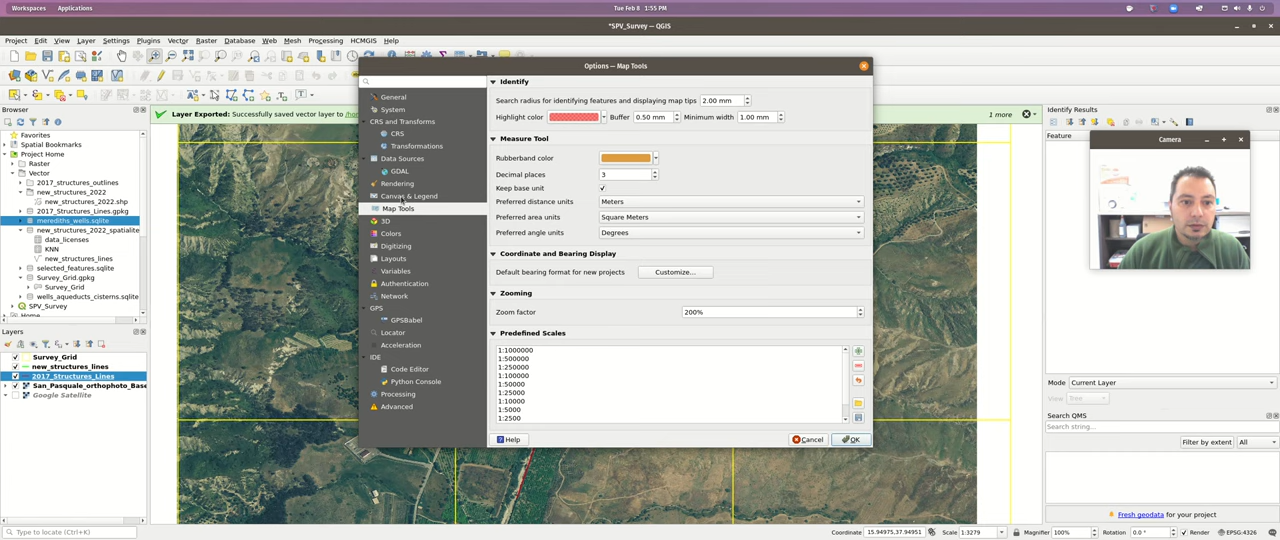 Workspaces Applications Tue Feb 8 1:55 PM
*SPV_Survey — QGIS
Project Edit View Layer Settings Plugins Vector Raster Database Web Mesh Processing HCMGIS Help
Options — Map Tools
Browser
Favorites
Spatial Bookmarks
Project Home
Raster
Vector
2017_structures_outlines
new_structures_2022
new_structures_2022.shp
2017_Structures_Lines.gpkg
merediths_wells.sqlite
new_structures_2022_spatialite
data_licenses
KNN
new_structures_lines
selected_features.sqlite
Survey_Grid.gpkg
Survey_Grid
wells_aqueducts_cisterns.sqlite
SPV_Survey
Home
Layers
Survey_Grid
new_structures_lines
2017_Structures_Lines
San_Pasquale_orthophoto_Base
Google Satellite
Type to locate (Ctrl+K)
Layer Exported: Successfully saved vector layer to /hor
1 more
General
System
CRS and Transforms
CRS
Transformations
Data Sources
GDAL
Rendering
Canvas & Legend
Map Tools
3D
Colors
Digitizing
Layouts
Variables
Authentication
Network
GPS
GPSBabel
Locator
Acceleration
IDE
Code Editor
Python Console
Processing
Advanced
Identify
Search radius for identifying features and displaying map tips 2.00 mm
Highlight color Buffer 0.50 mm Minimum width 1.00 mm
Measure Tool
Rubberband color
Decimal places 3
Keep base unit
Preferred distance units Meters
Preferred area units Square Meters
Preferred angle units Degrees
Coordinate and Bearing Display
Default bearing format for new projects Customize...
Zooming
Zoom factor 200%
Predefined Scales
1:1000000
1:500000
1:250000
1:100000
1:50000
1:25000
1:10000
1:5000
1:2500
Help Cancel OK
Identify Results
Feature
Camera
Mode Current Layer
View Tree
Search QMS
Search string...
Filter by extent All
Fresh geodata for your project
Coordinate 15.94975,37.94951 Scale 1:3279 Magnifier 100% Rotation 0.0 ° Render EPSG:4326